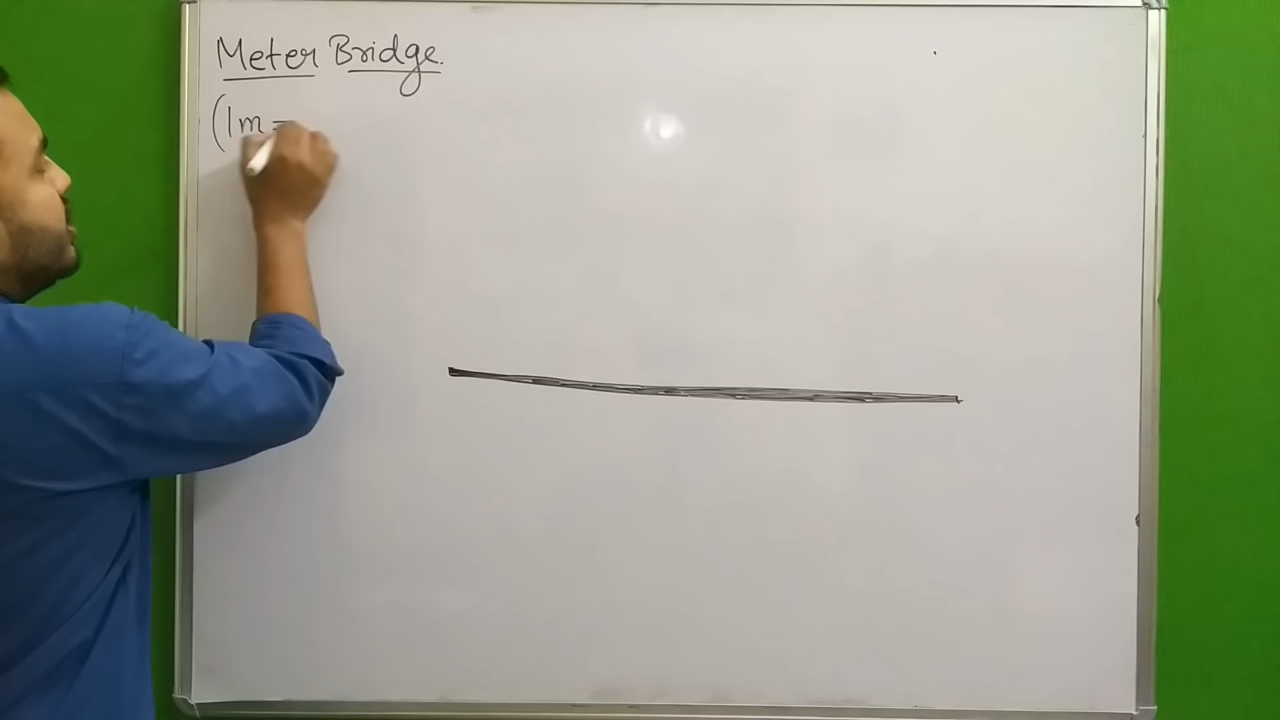 Meter Bridge.
(1m =